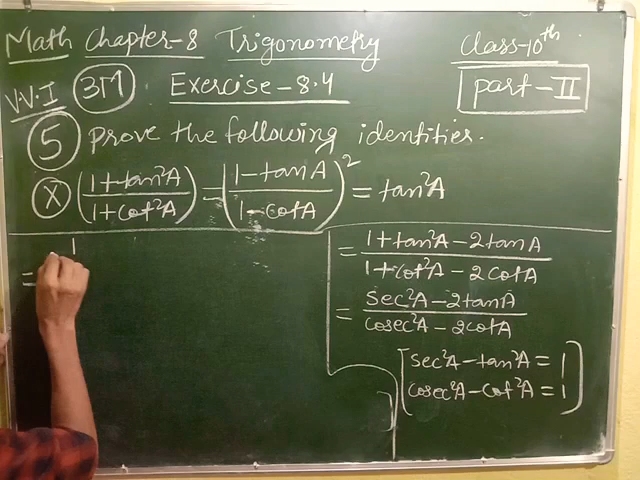 Math Chapter-8 Trigonometry Class-10th
V.V.I 3M Exercise-8.4 part-II
5 prove the following identities.
X (1+tan²A / 1+cot²A) = (1-tanA / 1-cotA)² = tan²A
= 1+tan²A-2tanA / 1+cot²A-2cotA
= sec²A-2tanA / cosec²A-2cotA
[sec²A-tan²A=1
cosec²A-cot²A=1]
= 1